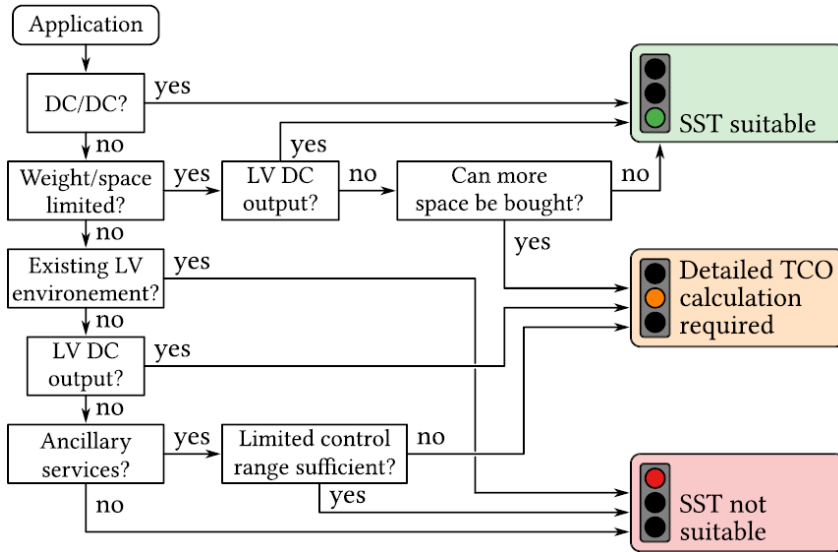 Application
DC/DC?
yes
no
SST suitable
Weight/space
limited?
yes
no
LV DC
output?
yes
no
Can more
space be bought?
no
yes
Existing LV
environement?
yes
no
Detailed TCO
calculation
required
LV DC
output?
yes
no
Ancillary
services?
yes
no
Limited control
range sufficient?
no
yes
SST not
suitable